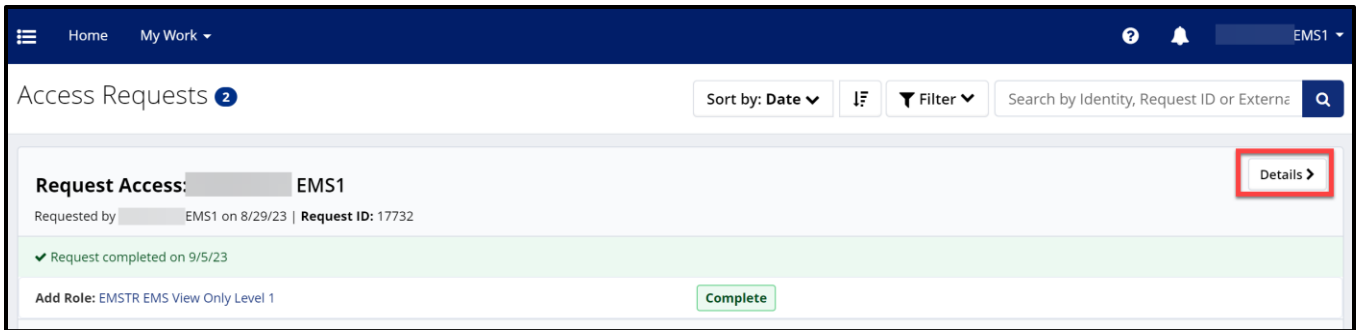 Home My Work EMS1
Access Requests 2 Sort by: Date Filter Search by Identity, Request ID or Externa
Request Access: EMS1 Details
Requested by EMS1 on 8/29/23 | Request ID: 17732
Request completed on 9/5/23
Add Role: EMSTR EMS View Only Level 1 Complete